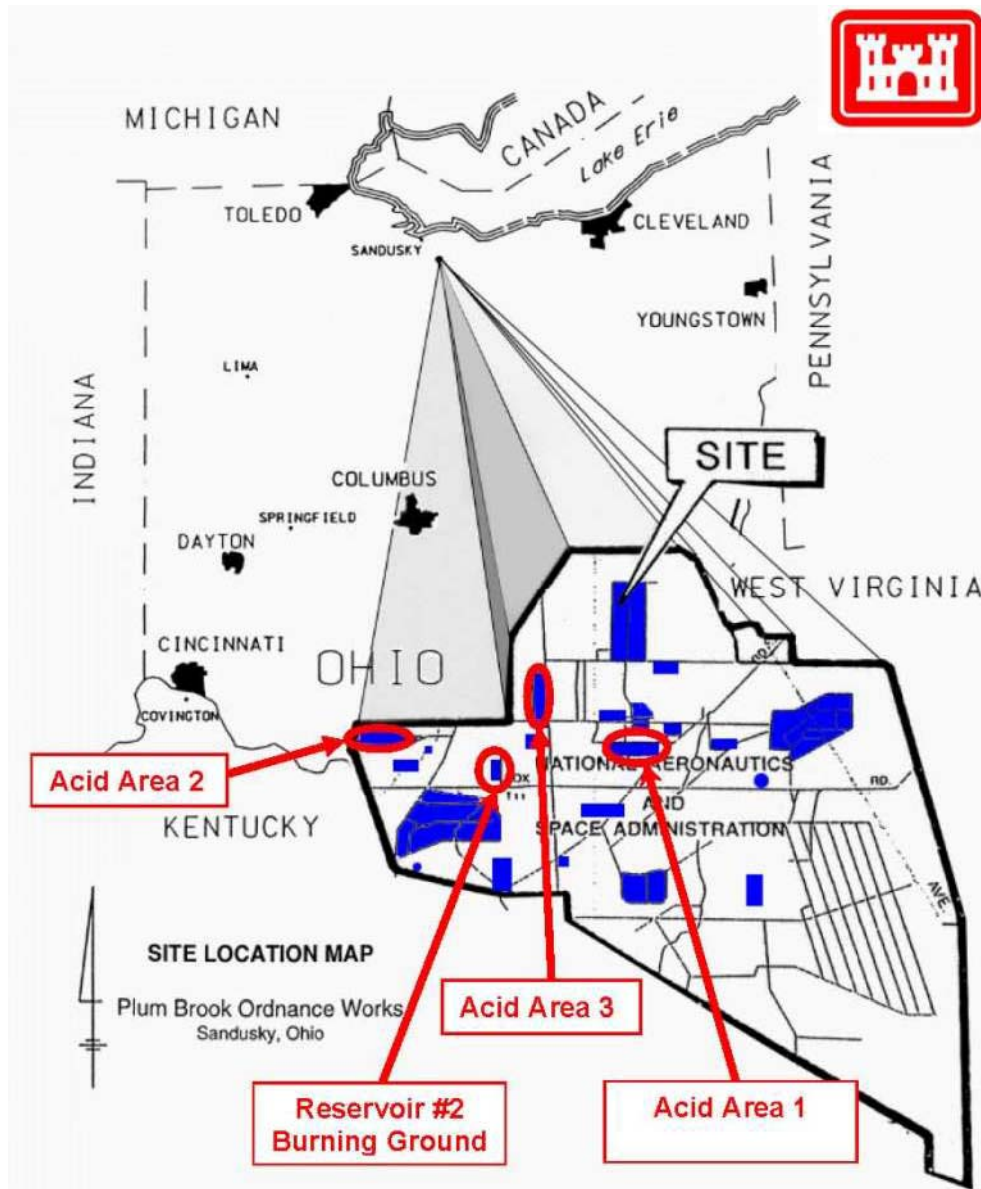 MICHIGAN
CANADA
Lake Erie
TOLEDO
CLEVELAND
SANDUSKY
PENNSYLVANIA
YOUNGSTOWN
LIMA
INDIANA
SITE
COLUMBUS
SPRINGFIELD
DAYTON
WEST VIRGINIA
CINCINNATI
OHIO
RD.
COVINGTON
Acid Area 2
NATIONAL AERONAUTICS
RD.
AND
KENTUCKY
SPACE ADMINISTRATION
AVE.
SITE LOCATION MAP
Plum Brook Ordnance Works
Sandusky, Ohio
Acid Area 3
Reservoir #2
Burning Ground
Acid Area 1